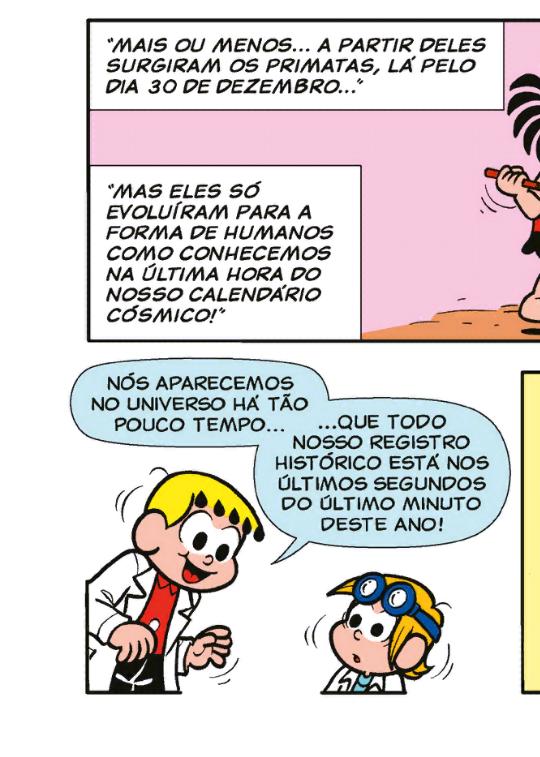 "MAIS OU MENOS... A PARTIR DELES
SURGIRAM OS PRIMATAS, LÁ PELO
DIA 30 DE DEZEMBRO..."
"MAS ELES SÓ
EVOLUÍRAM PARA A
FORMA DE HUMANOS
COMO CONHECEMOS
NA ÚLTIMA HORA DO
NOSSO CALENDÁRIO
CÓSMICO!"
NÓS APARECEMOS
NO UNIVERSO HÁ TÃO
POUCO TEMPO...
...QUE TODO
NOSSO REGISTRO
HISTÓRICO ESTÁ NOS
ÚLTIMOS SEGUNDOS
DO ÚLTIMO MINUTO
DESTE ANO!